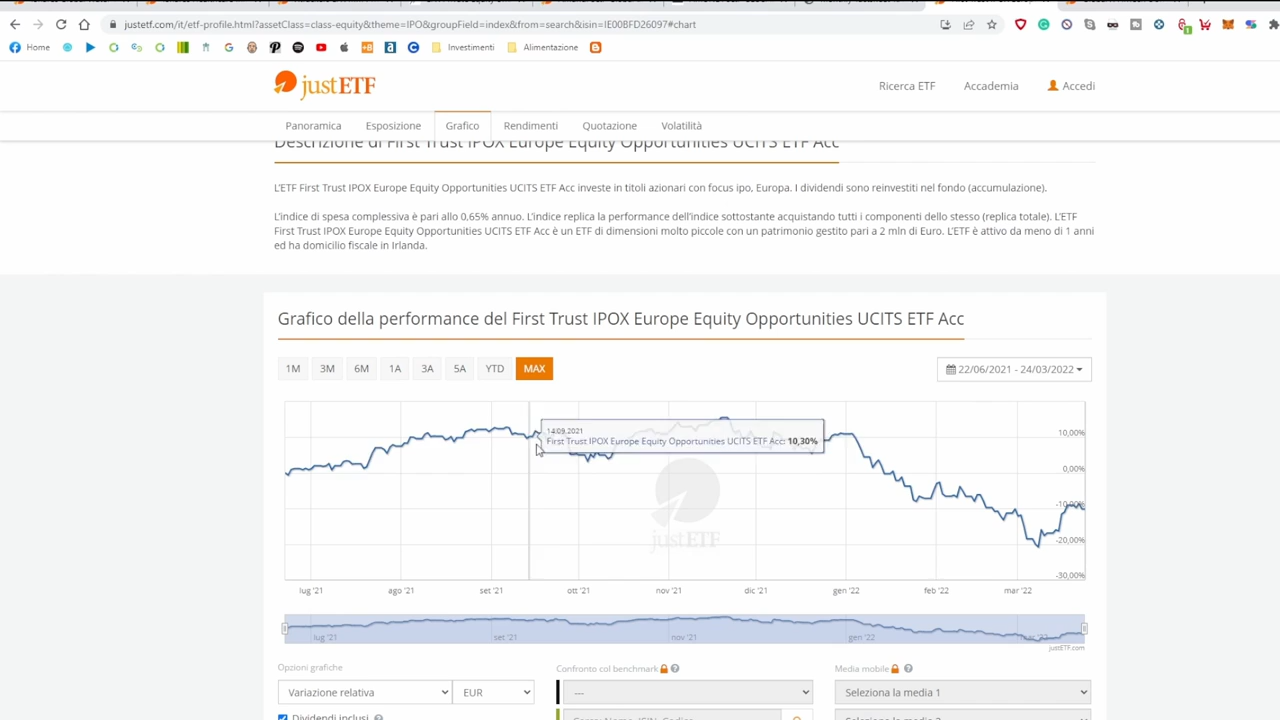 justetf.com/it/etf-profile.html?assetClass=class-equity&theme=IPO&groupField=index&from=search&isin=IE00BFD26097#chart
Home
Investimenti
Alimentazione
justETF
Ricerca ETF
Accademia
Accedi
Panoramica
Esposizione
Grafico
Rendimenti
Quotazione
Volatilità
Descrizione di First Trust IPOX Europe Equity Opportunities UCITS ETF Acc
L'ETF First Trust IPOX Europe Equity Opportunities UCITS ETF Acc investe in titoli azionari con focus ipo, Europa. I dividendi sono reinvestiti nel fondo (accumulazione).
L'indice di spesa complessiva è pari allo 0,65% annuo. L'indice replica la performance dell'indice sottostante acquistando tutti i componenti dello stesso (replica totale). L'ETF
First Trust IPOX Europe Equity Opportunities UCITS ETF Acc è un ETF di dimensioni molto piccole con un patrimonio gestito pari a 2 mln di Euro. L'ETF è attivo da meno di 1 anni
ed ha domicilio fiscale in Irlanda.
Grafico della performance del First Trust IPOX Europe Equity Opportunities UCITS ETF Acc
1M
3M
6M
1A
3A
5A
YTD
MAX
22/06/2021 - 24/03/2022
14.09.2021
First Trust IPOX Europe Equity Opportunities UCITS ETF Acc: 10,30%
10,00%
0,00%
-10,00%
-20,00%
-30,00%
justETF
lug '21
ago '21
set '21
ott '21
nov '21
dic '21
gen '22
feb '22
mar '22
lug '21
set '21
nov '21
gen '22
justETF.com
Opzioni grafiche
Confronto col benchmark
Media mobile
Variazione relativa
EUR
---
Seleziona la media 1
Dividendi inclusi